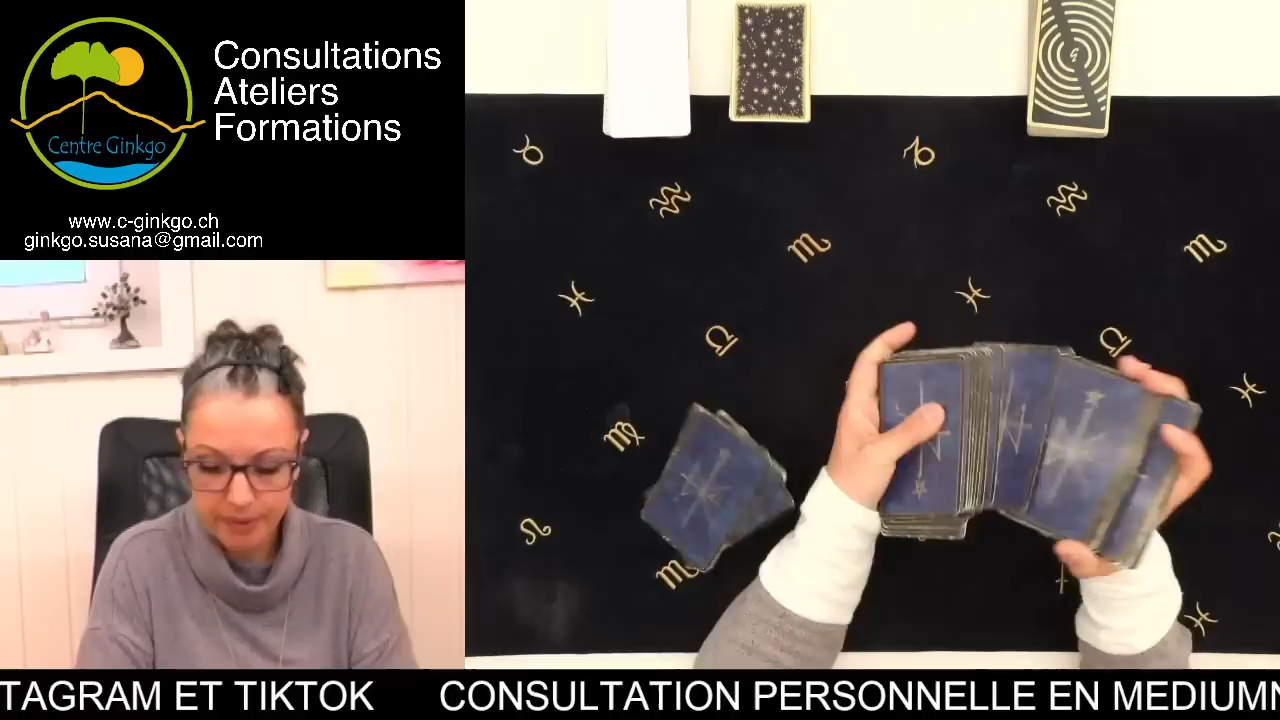 Consultations
Ateliers
Formations
Centre Ginkgo
www.c-ginkgo.ch
ginkgo.susana@gmail.com
TAGRAM ET TIKTOK CONSULTATION PERSONNELLE EN MEDIUMN